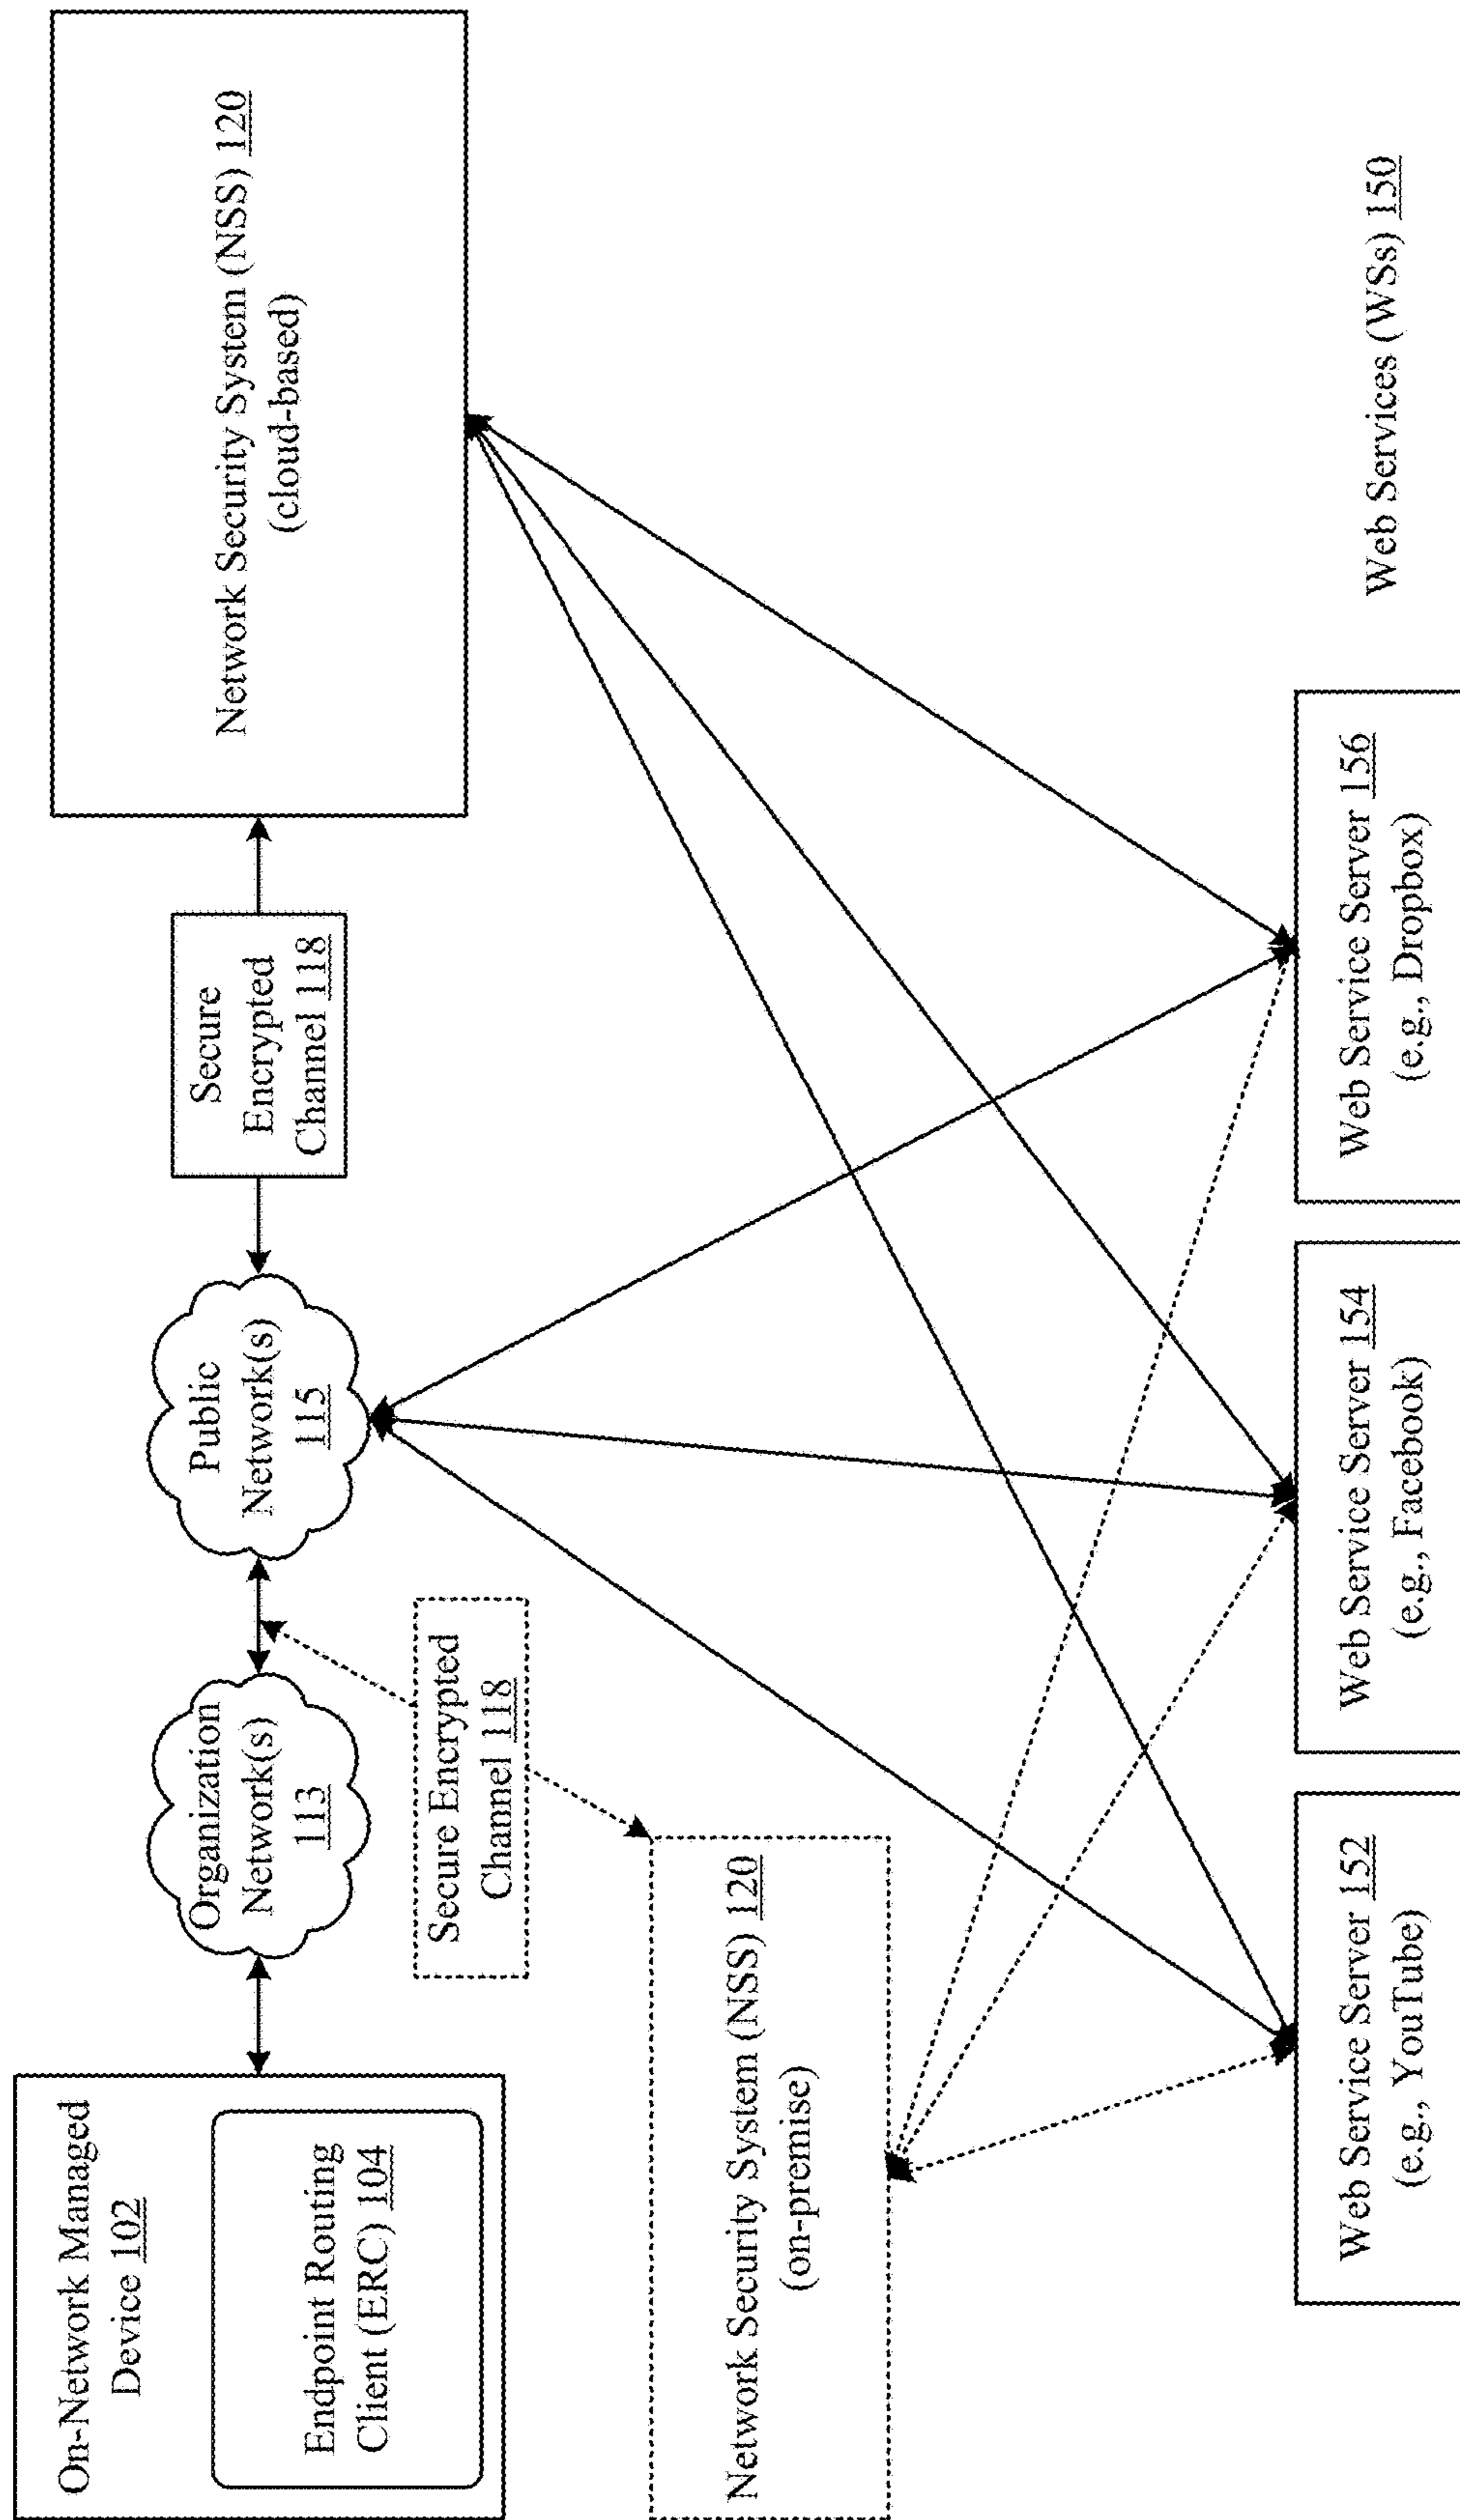 On-Network Managed
Device 102
Endpoint Routing
Client (ERC) 104
Organization
Network(s)
113
Public
Network(s)
115
Secure
Encrypted
Channel 118
Network Security System (NSS) 120
(cloud-based)
Secure Encrypted
Channel 118
Network Security System (NSS) 120
(on-premise)
Web Service Server 152
(e.g., YouTube)
Web Service Server 154
(e.g., Facebook)
Web Service Server 156
(e.g., Dropbox)
Web Services (WSs) 150